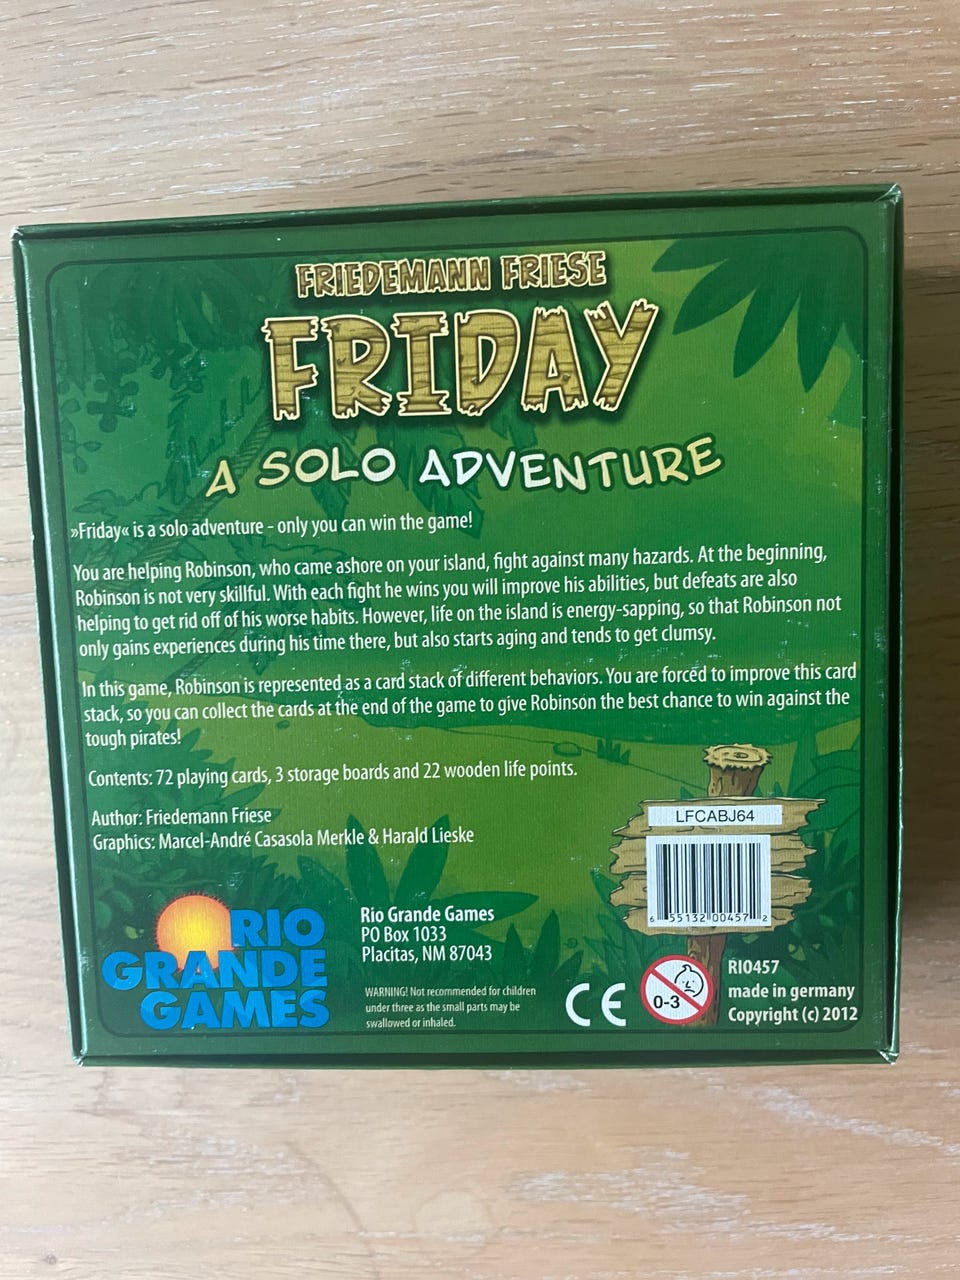 FRIEDEMANN FRIESE
FRIDAY
A SOLO ADVENTURE
»Friday« is a solo adventure - only you can win the game!
You are helping Robinson, who came ashore on your island, fight against many hazards. At the beginning,
Robinson is not very skillful. With each fight he wins you will improve his abilities, but defeats are also
helping to get rid off of his worse habits. However, life on the island is energy-sapping, so that Robinson not
only gains experiences during his time there, but also starts aging and tends to get clumsy.
In this game, Robinson is represented as a card stack of different behaviors. You are forced to improve this card
stack, so you can collect the cards at the end of the game to give Robinson the best chance to win against the
tough pirates!
Contents: 72 playing cards, 3 storage boards and 22 wooden life points.
Author: Friedemann Friese
Graphics: Marcel-André Casasola Merkle & Harald Lieske
LFCABJ64
6 55132 00457 2
RIO
GRANDE
GAMES
Rio Grande Games
PO Box 1033
Placitas, NM 87043
WARNING! Not recommended for children
under three as the small parts may be
swallowed or inhaled.
CE
0-3
RIO457
made in germany
Copyright (c) 2012